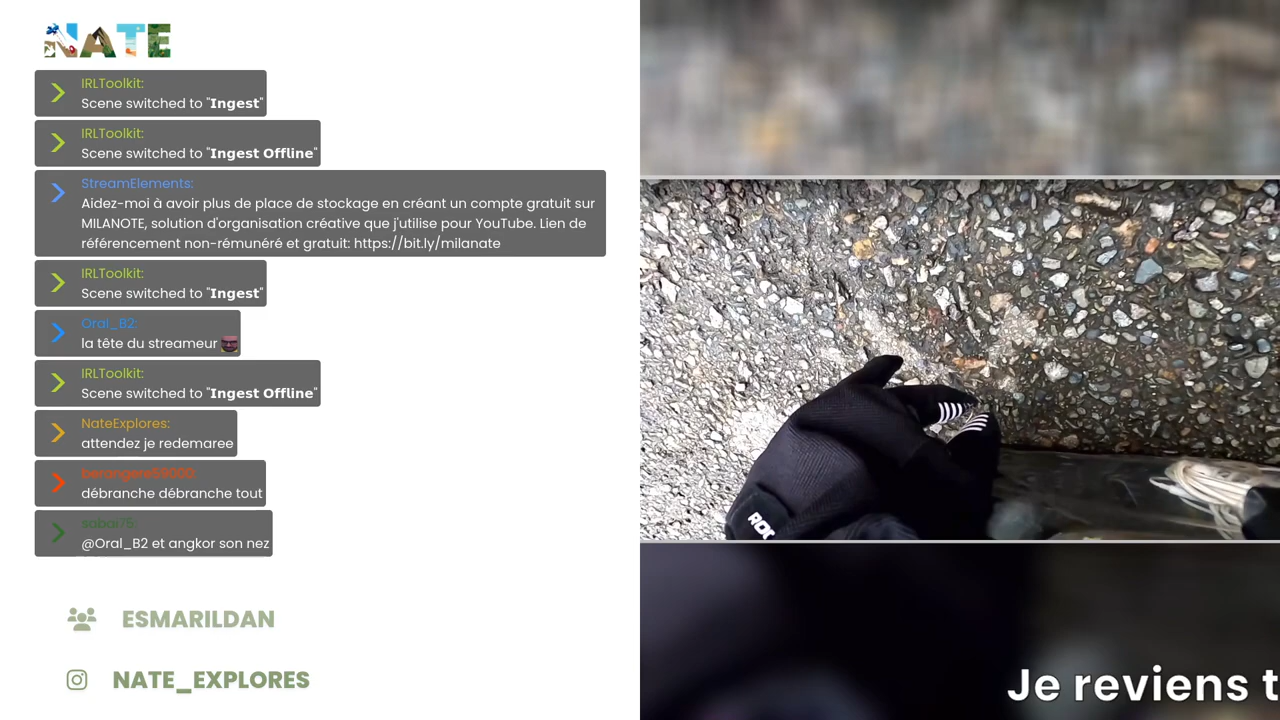 NATE
IRLToolkit:
Scene switched to "Ingest"
IRLToolkit:
Scene switched to "Ingest Offline"
StreamElements:
Aidez-moi à avoir plus de place de stockage en créant un compte gratuit sur
MILANOTE, solution d'organisation créative que j'utilise pour YouTube. Lien de
référencement non-rémunéré et gratuit: https://bit.ly/milanate
IRLToolkit:
Scene switched to "Ingest"
Oral_B2:
la tête du streameur
IRLToolkit:
Scene switched to "Ingest Offline"
NateExplores:
attendez je redemaree
berangere59000:
débranche débranche tout
sabai75:
@Oral_B2 et angkor son nez
ESMARILDAN
NATE_EXPLORES
Je reviens t